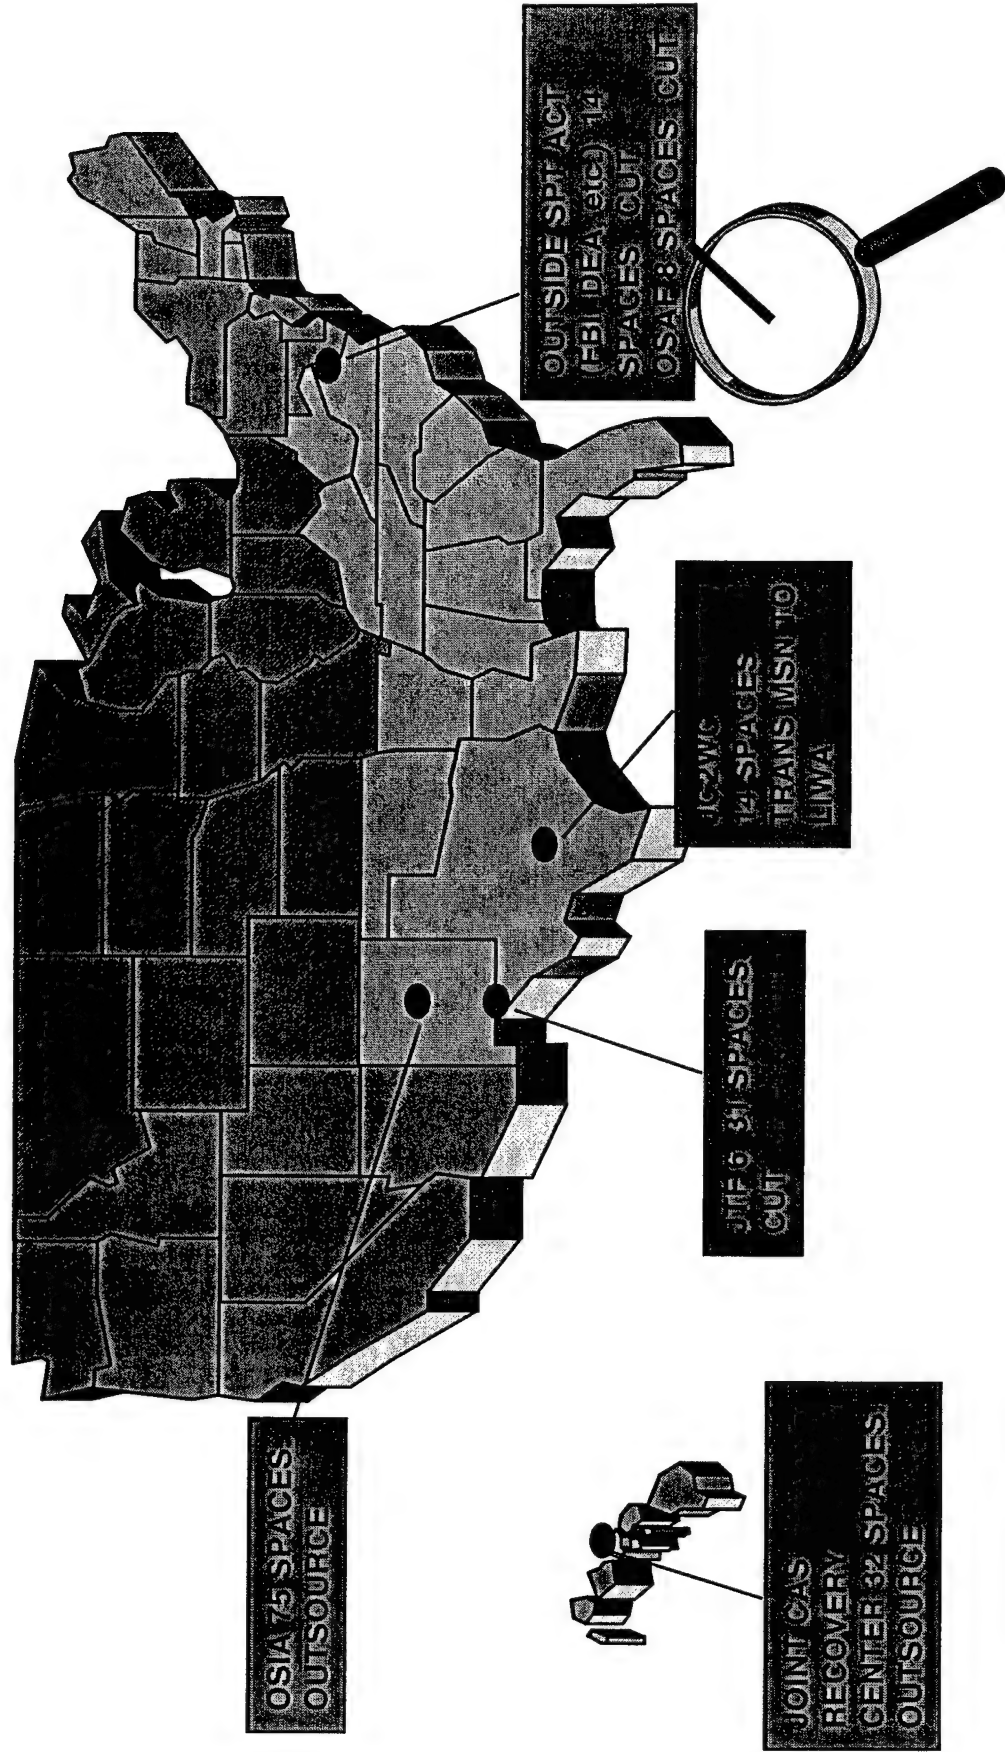 OUTSIDE SPT ACT
(FBI, DEA, etc.) 14
SPACES CUT
OSAF 8 SPACES CUT
JC2WC
14 SPACES
TRANS MSN TO
LIWA
JTF 6 31 SPACES
CUT
OSIA 75 SPACES
OUTSOURCE
JOINT CAS
RECOVERY
CENTER 32 SPACES
OUTSOURCE